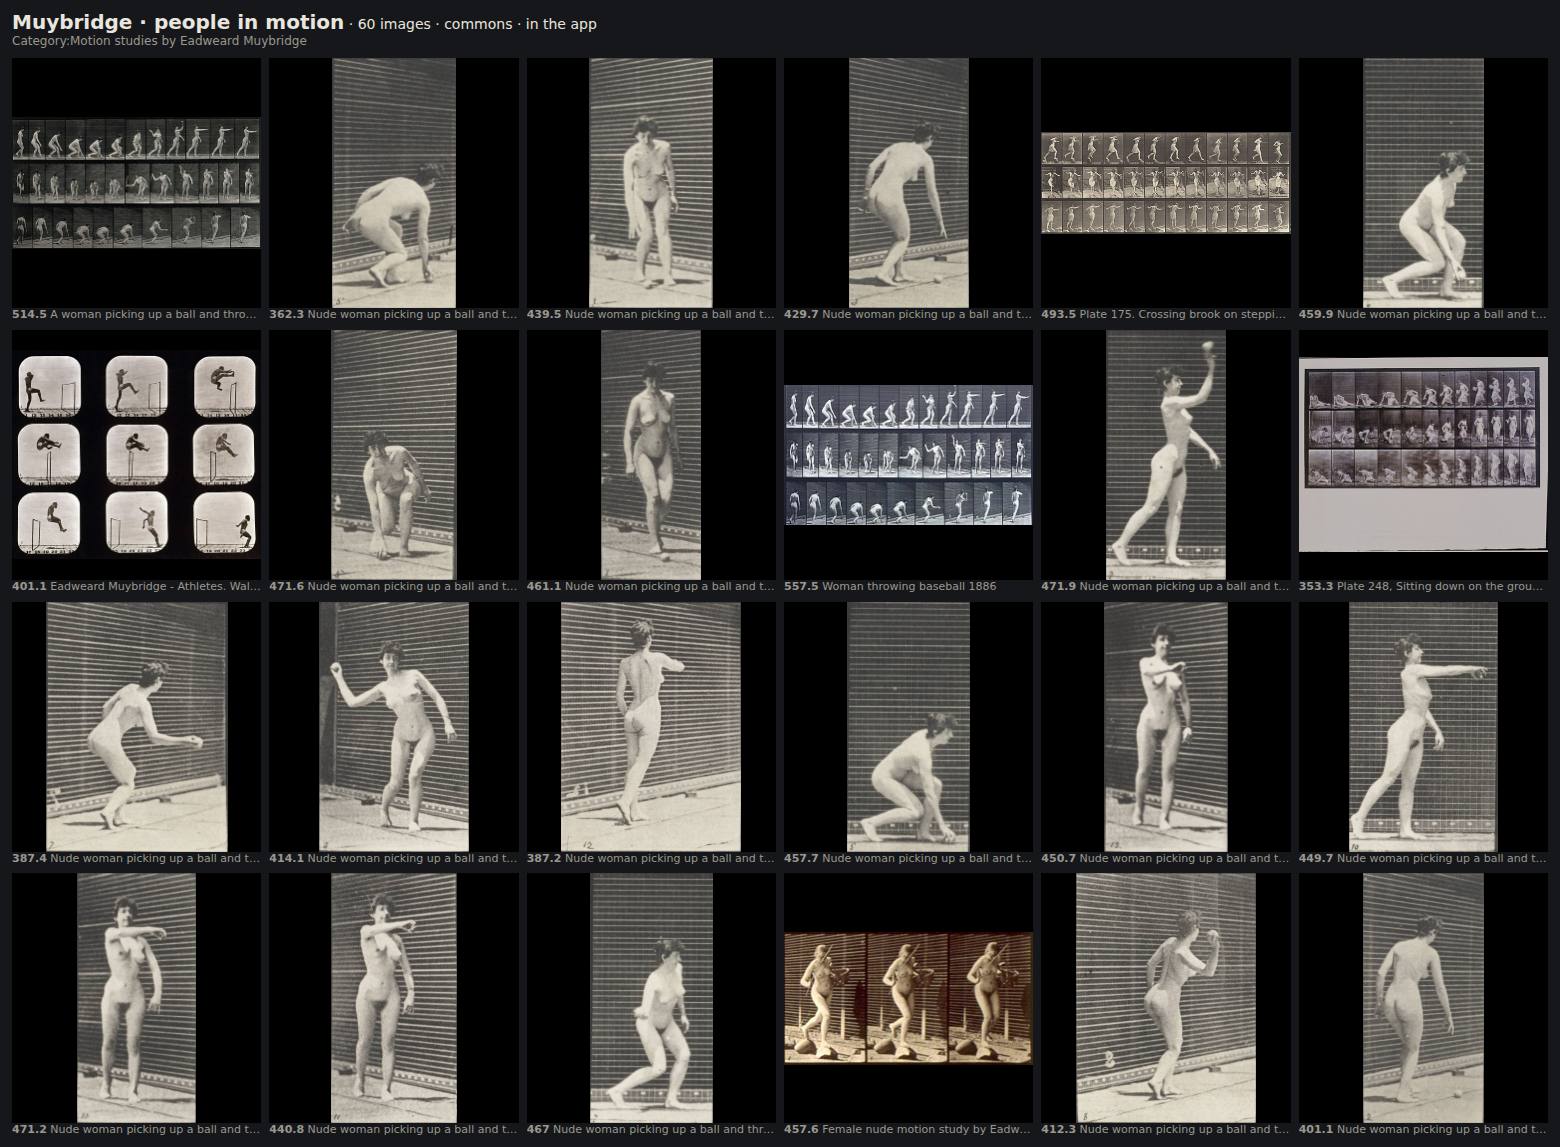 Muybridge · people in motion · 60 images · commons · in the app
Category:Motion studies by Eadweard Muybridge
514.5 A woman picking up a ball and thro...
362.3 Nude woman picking up a ball and t...
439.5 Nude woman picking up a ball and t...
429.7 Nude woman picking up a ball and t...
493.5 Plate 175. Crossing brook on steppi...
459.9 Nude woman picking up a ball and t...
401.1 Eadweard Muybridge - Athletes. Wal...
471.6 Nude woman picking up a ball and t...
461.1 Nude woman picking up a ball and t...
557.5 Woman throwing baseball 1886
471.9 Nude woman picking up a ball and t...
353.3 Plate 248, Sitting down on the grou...
387.4 Nude woman picking up a ball and t...
414.1 Nude woman picking up a ball and t...
387.2 Nude woman picking up a ball and t...
457.7 Nude woman picking up a ball and t...
450.7 Nude woman picking up a ball and t...
449.7 Nude woman picking up a ball and t...
471.2 Nude woman picking up a ball and t...
440.8 Nude woman picking up a ball and t...
467 Nude woman picking up a ball and thr...
457.6 Female nude motion study by Eadw...
412.3 Nude woman picking up a ball and t...
401.1 Nude woman picking up a ball and t...